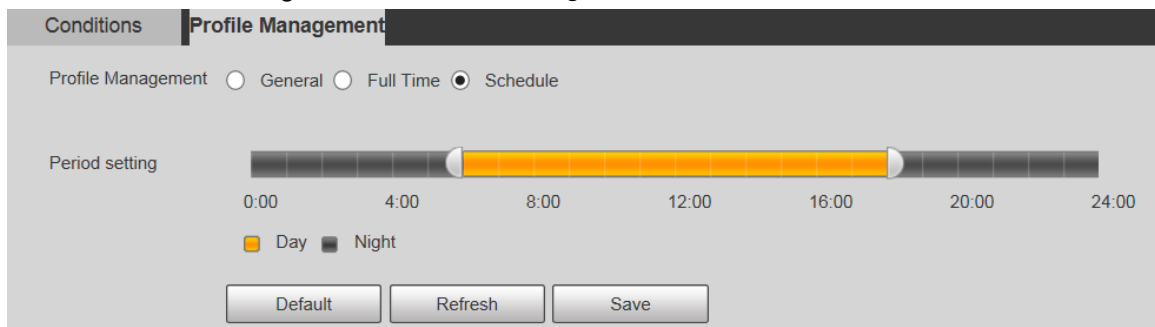 Conditions Profile Management
Profile Management General Full Time Schedule
Period setting
0:00 4:00 8:00 12:00 16:00 20:00 24:00
Day Night
Default Refresh Save